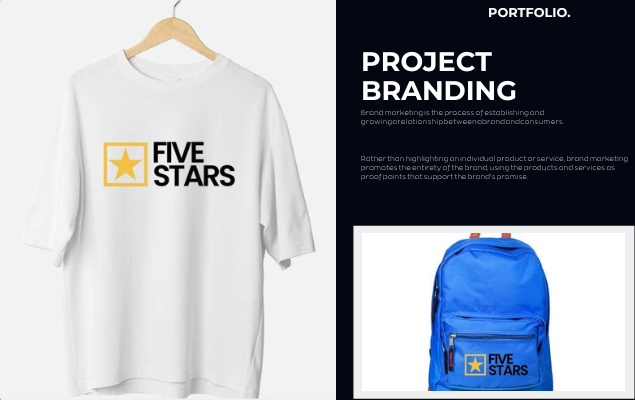 FIVE
STARS
PORTFOLIO.
PROJECT
BRANDING
Brand marketing is the process of establishing and
growingarelationshipbetweenabrandandconsumers.
Rather than highlighting an individual product or service, brand marketing
promotes the entirety of the brand, using the products and services as
proof points that support the brand's promise.
FIVE
STARS